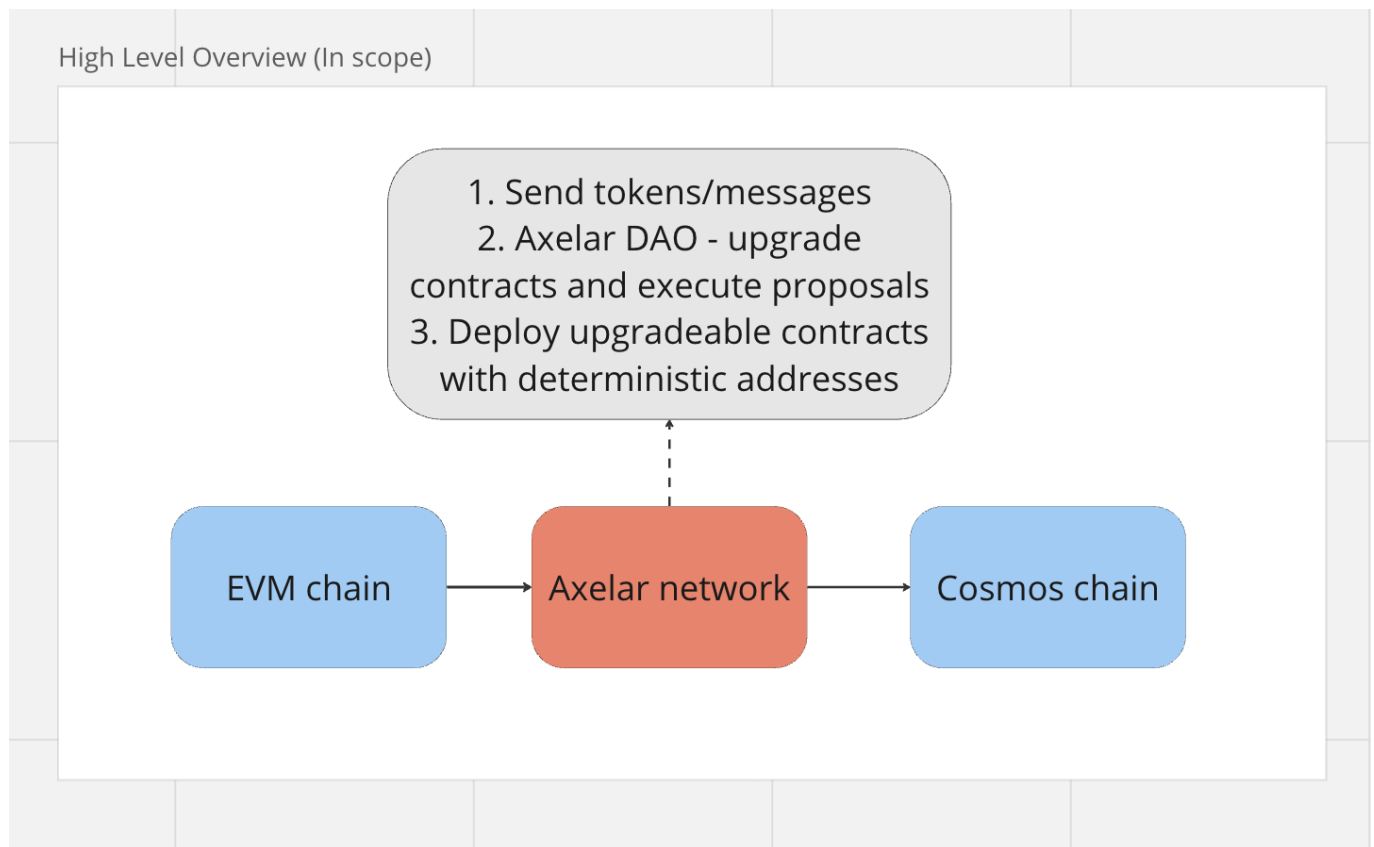 High Level Overview (In scope)
1. Send tokens/messages
2. Axelar DAO - upgrade
contracts and execute proposals
3. Deploy upgradeable contracts
with deterministic addresses
EVM chain
Axelar network
Cosmos chain